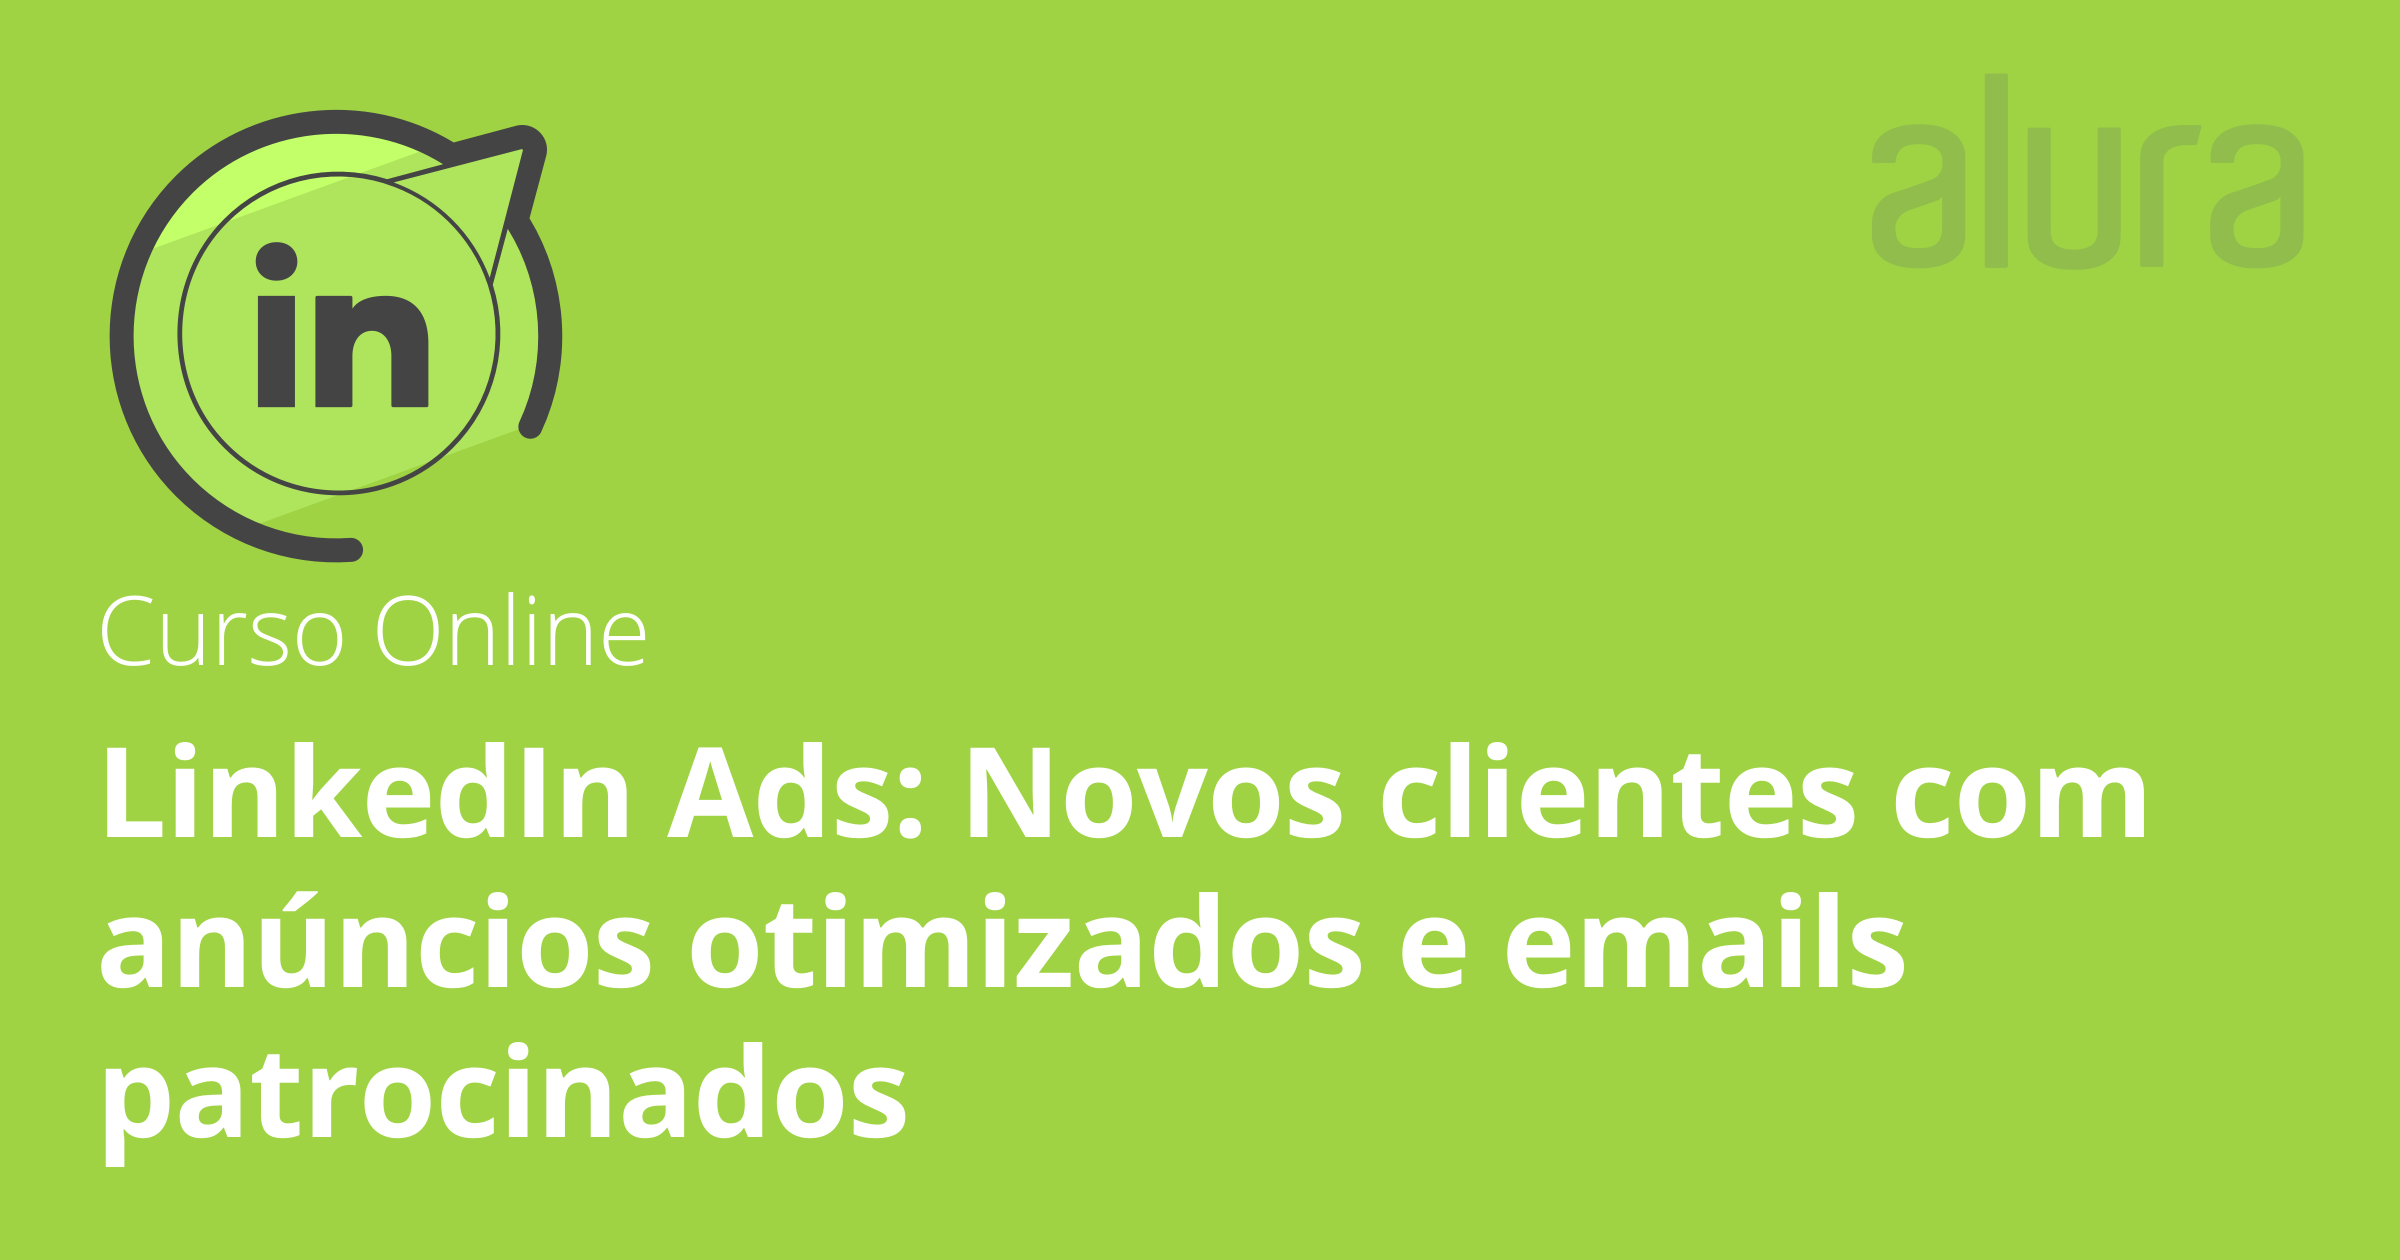 alura
in
Curso Online
LinkedIn Ads: Novos clientes com
anúncios otimizados e emails
patrocinados